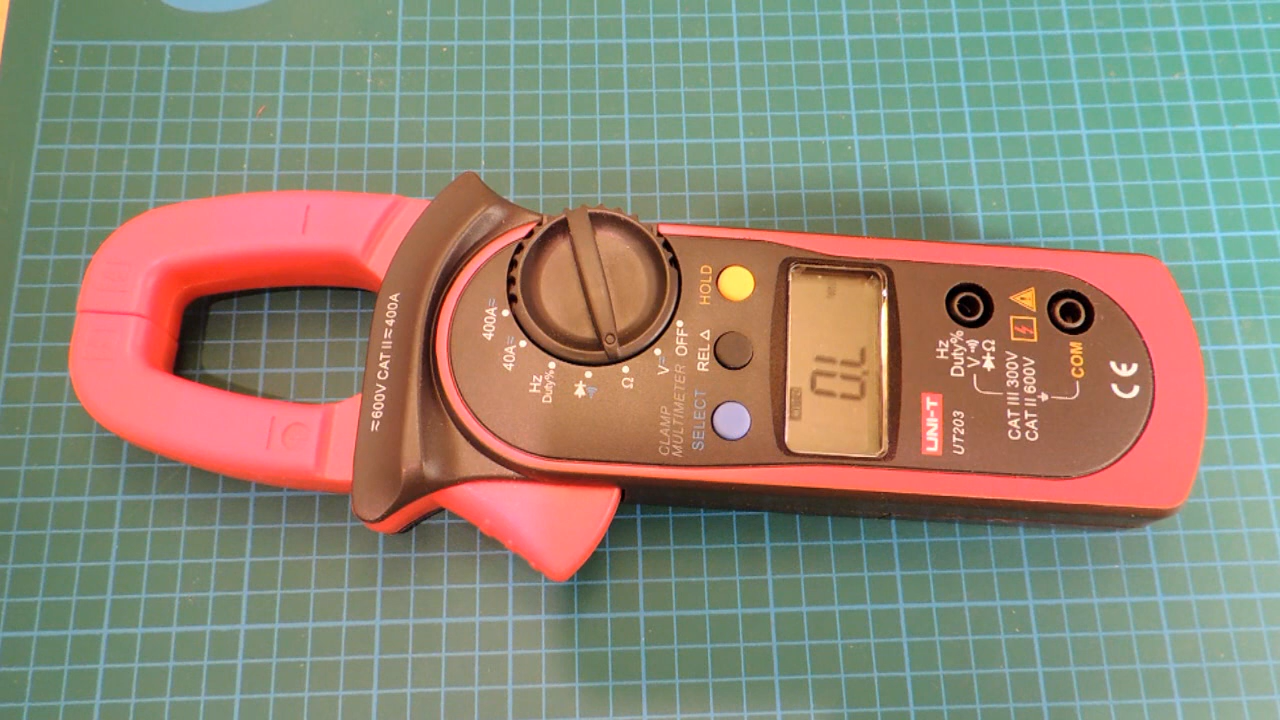 ≂600V CAT II ≂400A
400A≂
40A≂
Hz
Duty%
Ω
V≂
OFF
HOLD
REL △
SELECT
CLAMP
MULTIMETER
0L
UNI-T
UT203
Hz
Duty%
V
Ω
CAT III 300V
CAT II 600V
COM
CE